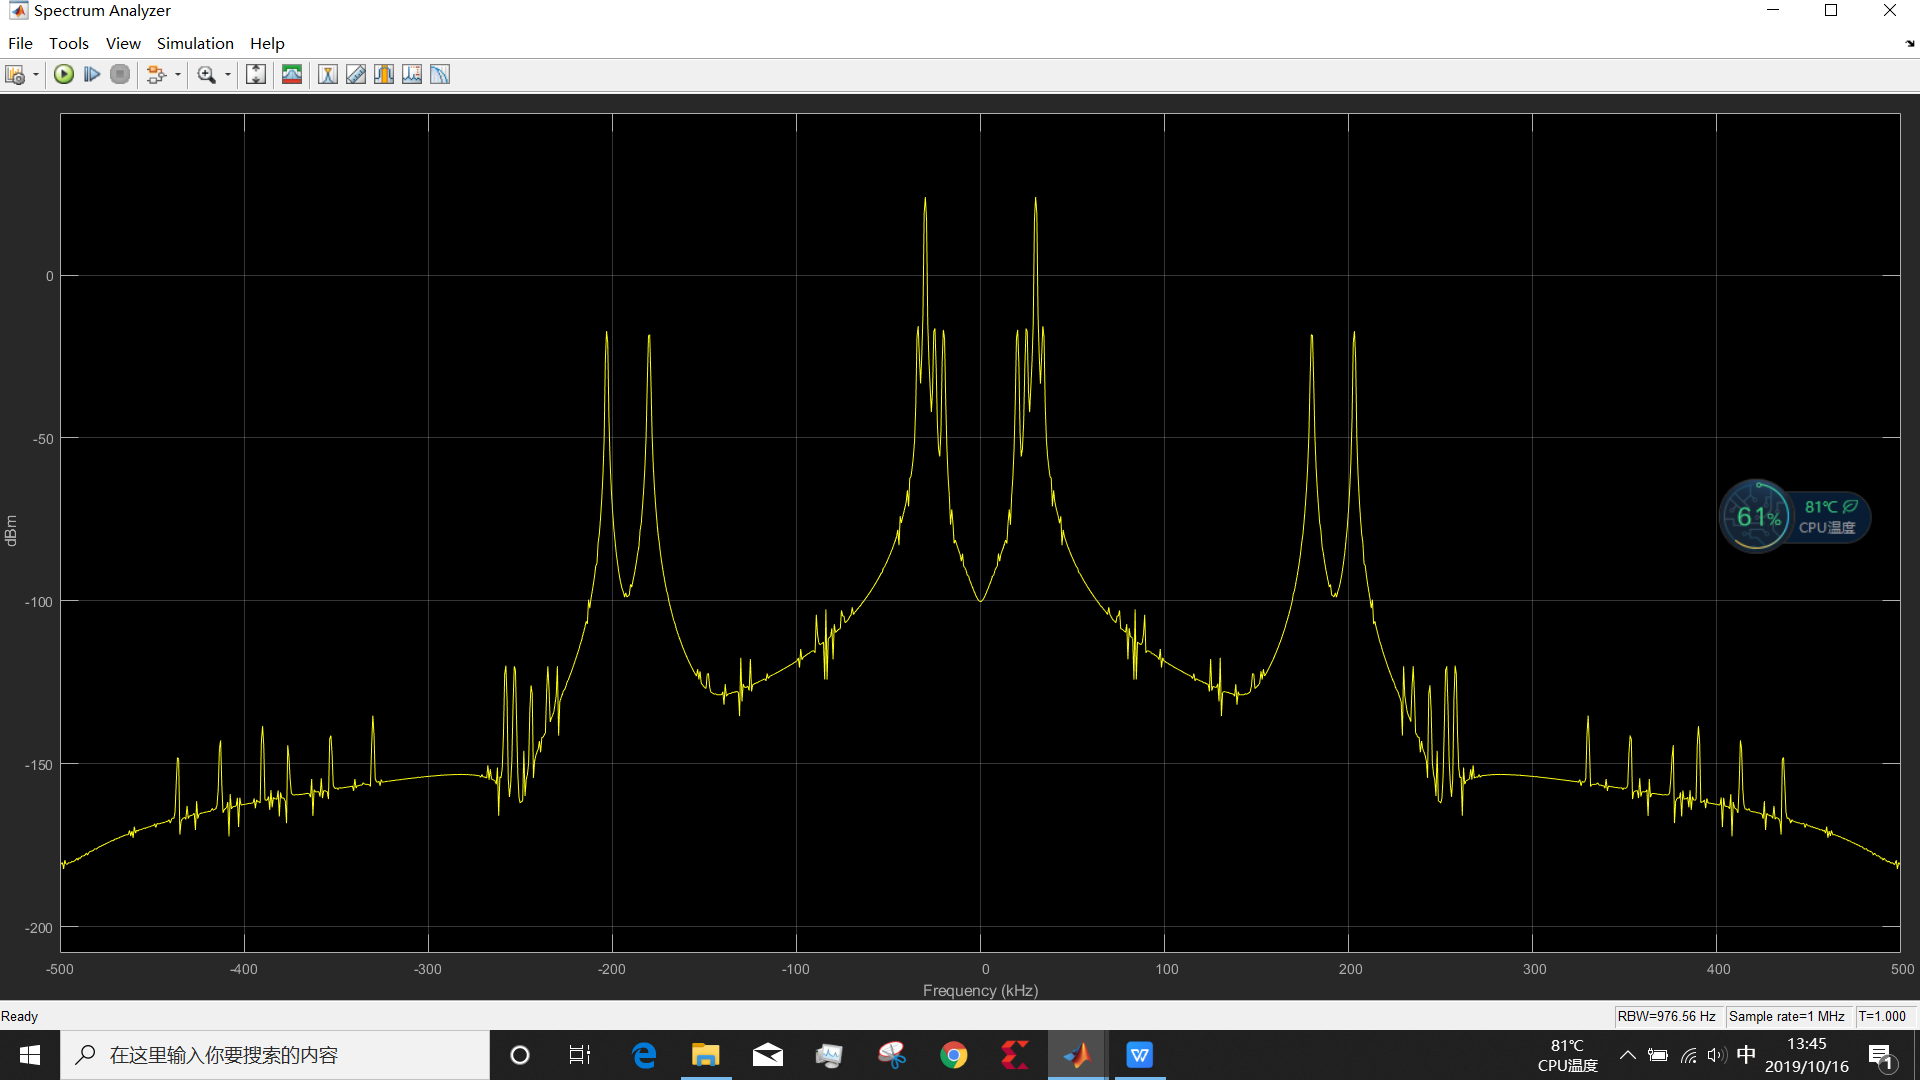 Spectrum Analyzer
File Tools View Simulation Help
0
-50
-100
-150
-200
dBm
-500 -400 -300 -200 -100 0 100 200 300 400 500
Frequency (kHz)
61%
81℃
CPU温度
Ready
RBW=976.56 Hz Sample rate=1 MHz T=1.000
在这里输入你要搜索的内容
81℃
CPU温度
中
13:45
2019/10/16
1